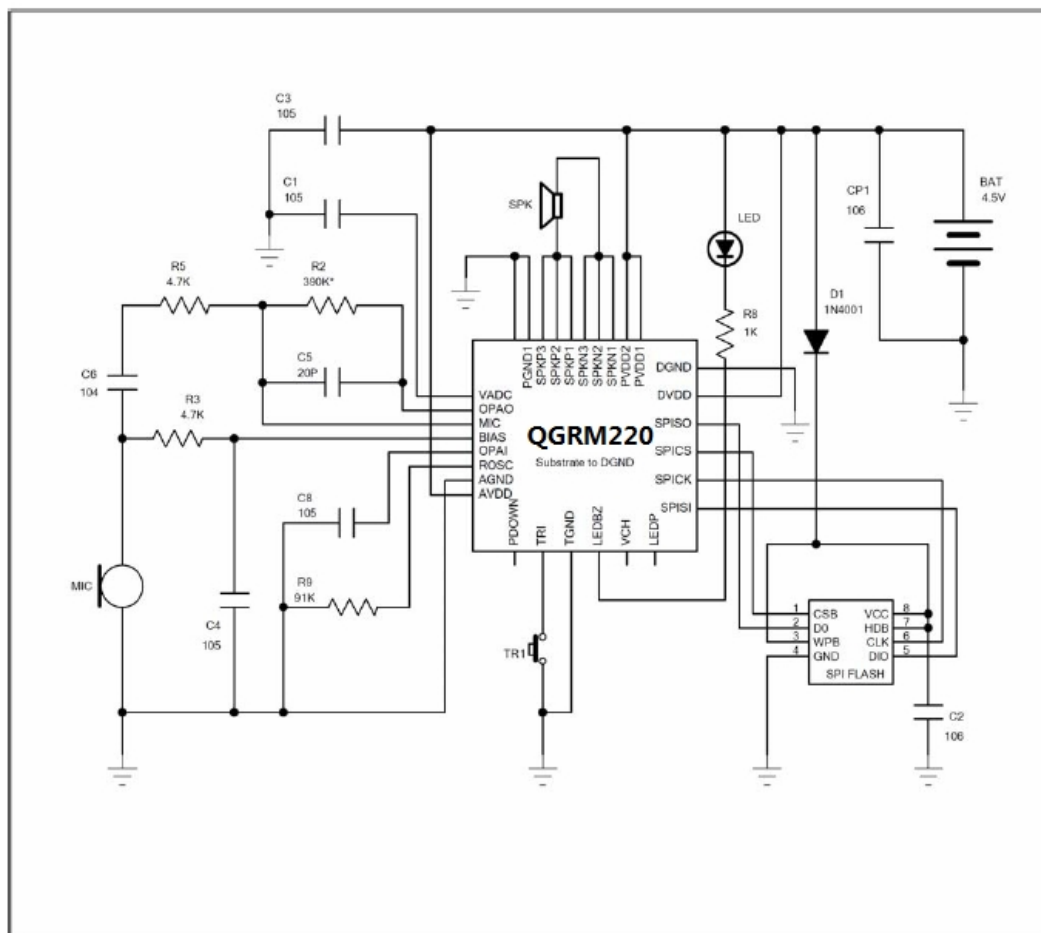 C3
105
C1
105
SPK
LED
CP1
106
BAT
4.5V
R5
4.7K
R2
390K*
D1
1N4001
R8
1K
C5
20P
C6
104
R3
4.7K
PGND1
SPKP3
SPKP2
SPKP1
SPKN3
SPKN2
SPKN1
PVDD2
PVDD1
VADC
OPAO
MIC
BIAS
OPAI
ROSC
AGND
AVDD
QGRM220
Substrate to DGND
DGND
DVDD
SPISO
SPICS
SPICK
SPISI
PDOWN
TRI
TGND
LEDBZ
VCH
LEDP
C8
105
R9
91K
MIC
C4
105
TR1
1 CSB VCC 8
2 D0 HDB 7
3 WPB CLK 6
4 GND DIO 5
SPI FLASH
C2
106